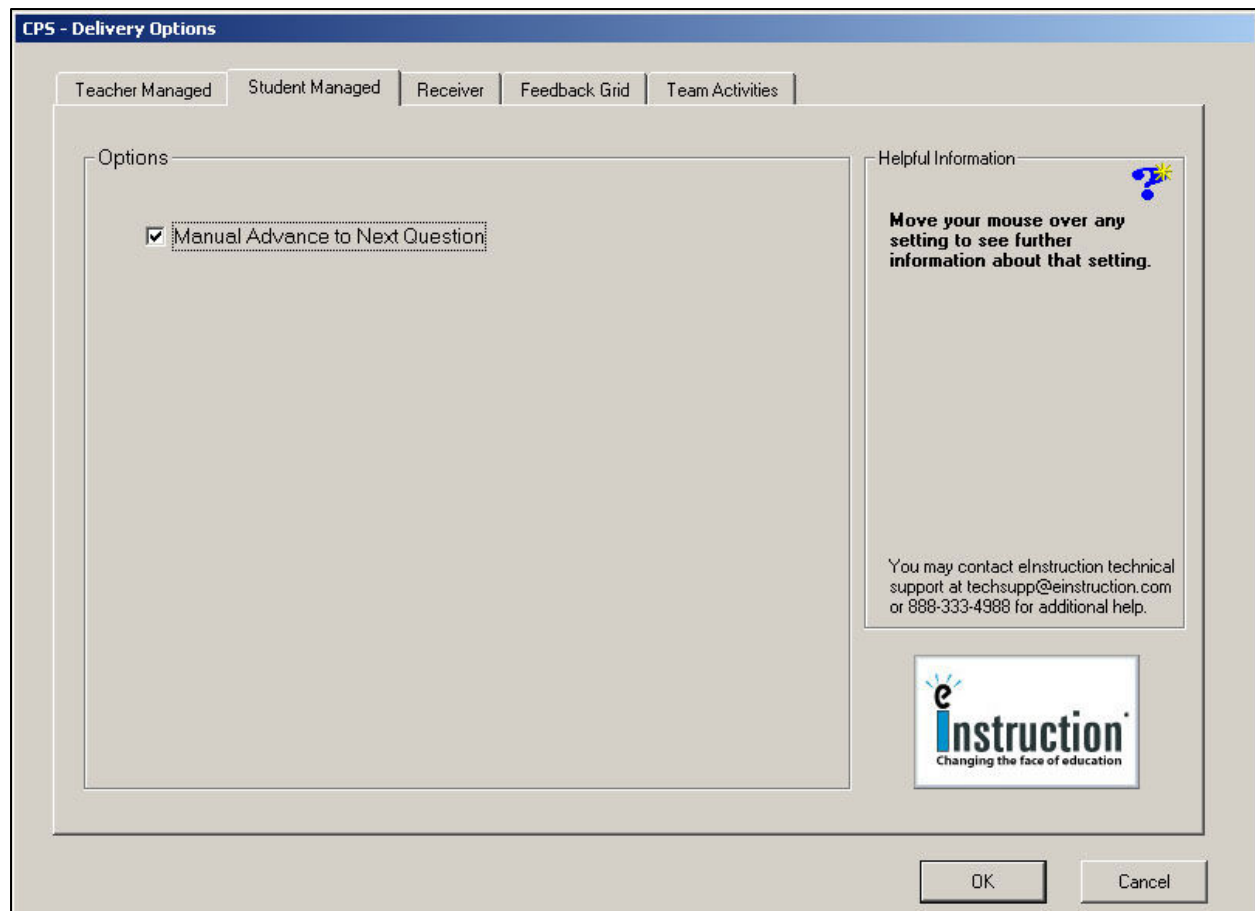 CPS - Delivery Options
Teacher Managed
Student Managed
Receiver
Feedback Grid
Team Activities
Options
Manual Advance to Next Question
Helpful Information
Move your mouse over any
setting to see further
information about that setting.
You may contact eInstruction technical
support at techsupp@einstruction.com
or 888-333-4988 for additional help.
eInstruction
Changing the face of education
OK
Cancel